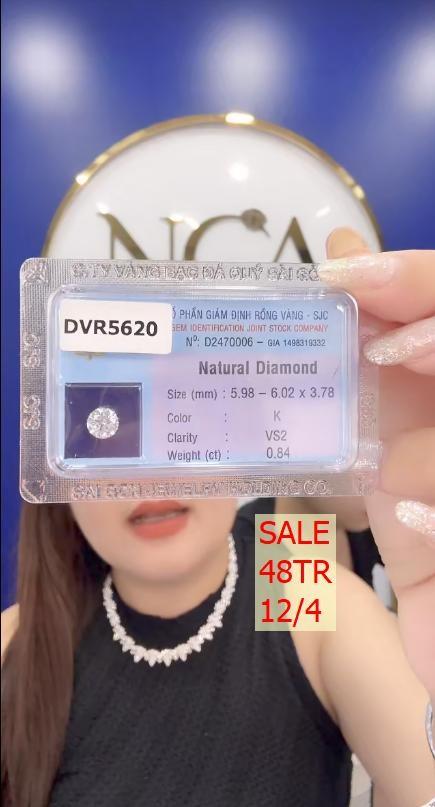 NCA
C.TY VÀNG BẠC ĐÁ QUÝ SÀI GÒN
DVR5620
Ổ PHẦN GIÁM ĐỊNH RỒNG VÀNG - SJC
GEM IDENTIFICATION JOINT STOCK COMPANY
Nº: D2470006 - GIA 1498319332
Natural Diamond
Size (mm) : 5.98 – 6.02 x 3.78
Color : K
Clarity : VS2
Weight (ct) : 0.84
SJC SJC
SAI GON JEWELRY HOLDING CO.
SALE
48TR
12/4